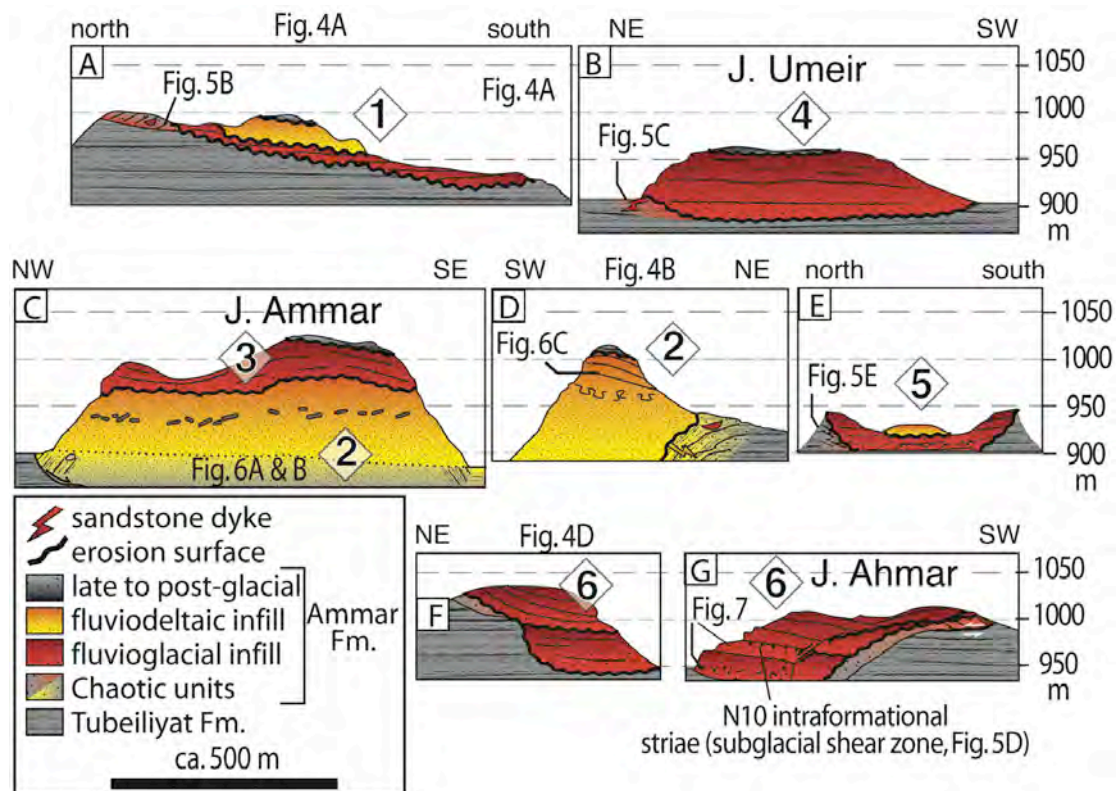 north Fig. 4A south
A
Fig. 5B
Fig. 4A
1
NE SW
B
J. Umeir
4
Fig. 5C
1050
1000
950
900
m
NW SE
C
J. Ammar
3
2
Fig. 6A & B
SW Fig. 4B NE
D
Fig. 6C
2
north south
E
Fig. 5E
5
1050
1000
950
900
m
sandstone dyke
erosion surface
late to post-glacial
fluviodeltaic infill
fluvioglacial infill
Chaotic units
Ammar
Fm.
Tubeiliyat Fm.
ca. 500 m
NE Fig. 4D
F
6
SW
G
6
J. Ahmar
Fig. 7
1050
1000
950
m
N10 intraformational
striae (subglacial shear zone, Fig. 5D)